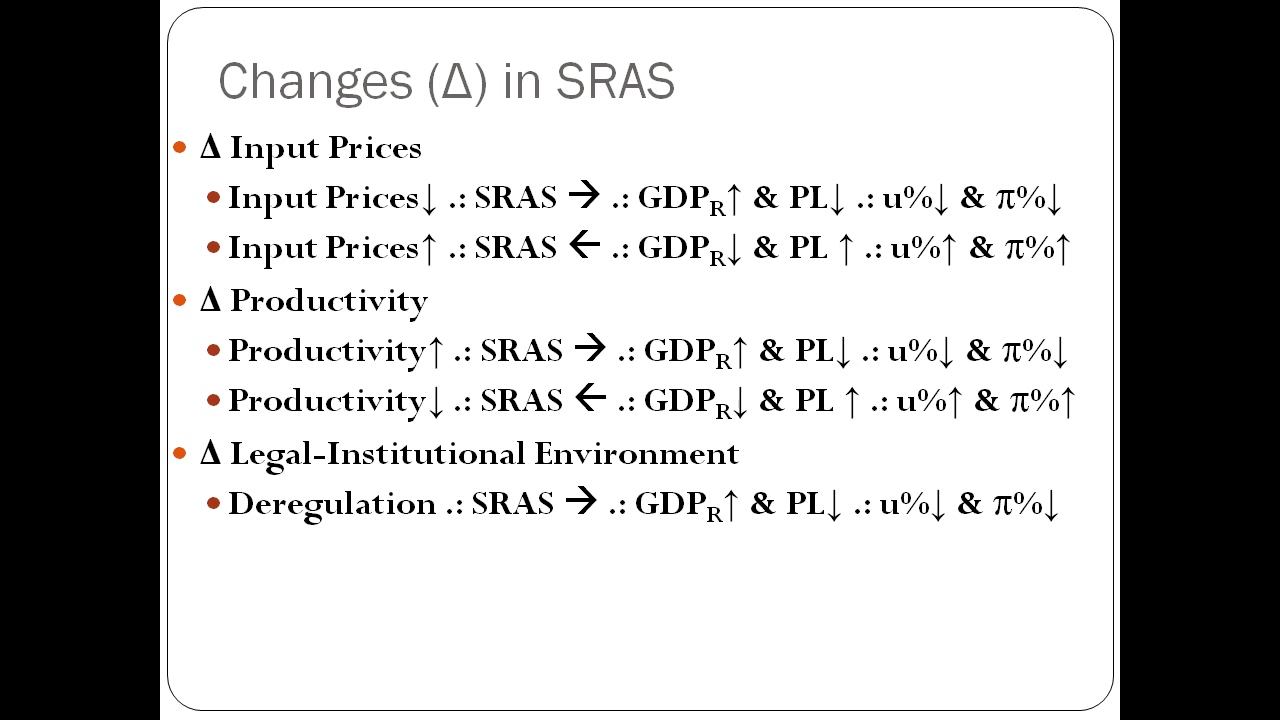 Changes (Δ) in SRAS
• Δ Input Prices
• Input Prices↓ .: SRAS → .: GDPR↑ & PL↓ .: u%↓ & π%↓
• Input Prices↑ .: SRAS ← .: GDPR↓ & PL ↑ .: u%↑ & π%↑
• Δ Productivity
• Productivity↑ .: SRAS → .: GDPR↑ & PL↓ .: u%↓ & π%↓
• Productivity↓ .: SRAS ← .: GDPR↓ & PL ↑ .: u%↑ & π%↑
• Δ Legal-Institutional Environment
• Deregulation .: SRAS → .: GDPR↑ & PL↓ .: u%↓ & π%↓